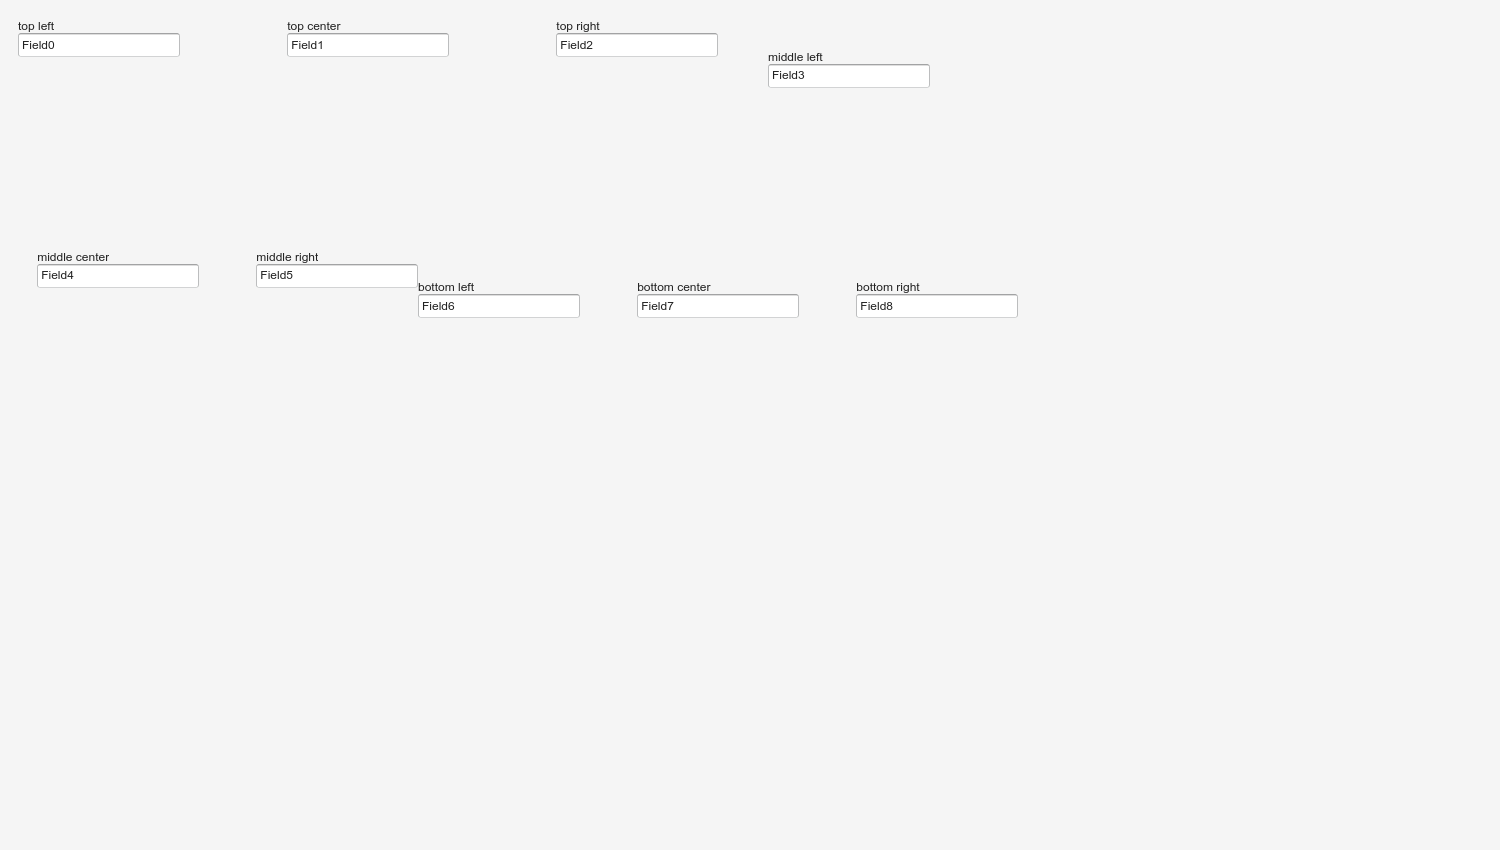 top left
Field0
top center
Field1
top right
Field2
middle left
Field3
middle center
Field4
middle right
Field5
bottom left
Field6
bottom center
Field7
bottom right
Field8